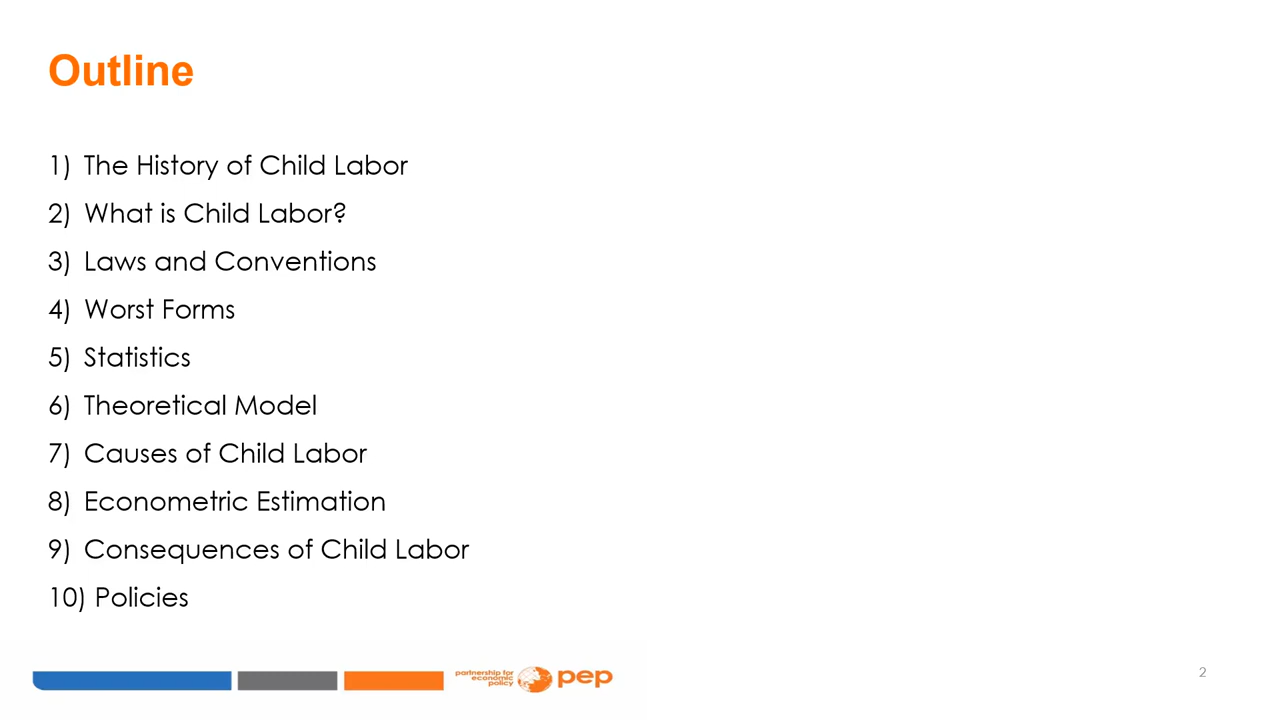 Outline
1) The History of Child Labor
2) What is Child Labor?
3) Laws and Conventions
4) Worst Forms
5) Statistics
6) Theoretical Model
7) Causes of Child Labor
8) Econometric Estimation
9) Consequences of Child Labor
10) Policies
partnership for
economic
policy
pep
2